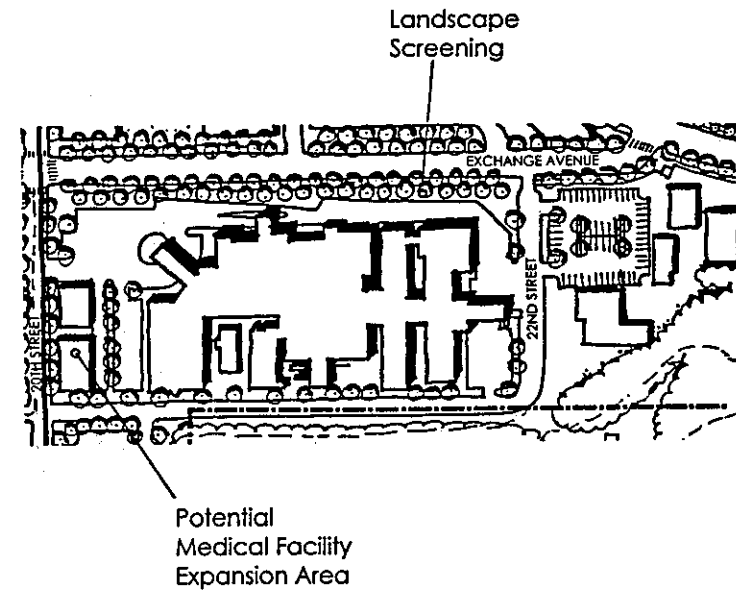 Landscape
Screening
EXCHANGE AVENUE
20TH STREET
22ND STREET
Potential
Medical Facility
Expansion Area